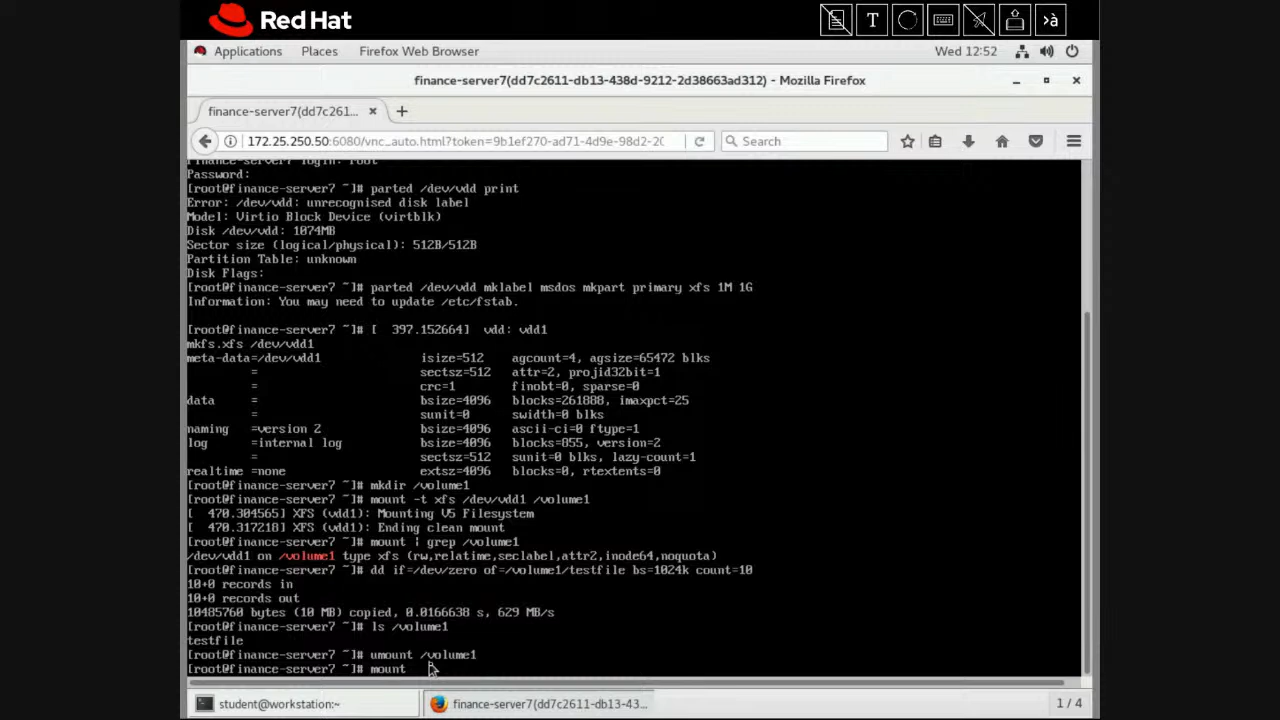 Red Hat
T
›à
Applications Places Firefox Web Browser Wed 12:52
finance-server7(dd7c2611-db13-438d-9212-2d38663ad312) - Mozilla Firefox
finance-server7(dd7c261...
172.25.250.50:6080/vnc_auto.html?token=9b1ef270-ad71-4d9e-98d2-20 Search
finance-server7 login: root
Password:
[root@finance-server7 ~]# parted /dev/vdd print
Error: /dev/vdd: unrecognised disk label
Model: Virtio Block Device (virtblk)
Disk /dev/vdd: 1074MB
Sector size (logical/physical): 512B/512B
Partition Table: unknown
Disk Flags:
[root@finance-server7 ~]# parted /dev/vdd mklabel msdos mkpart primary xfs 1M 1G
Information: You may need to update /etc/fstab.
[root@finance-server7 ~]# [  397.152664]  vdd: vdd1
mkfs.xfs /dev/vdd1
meta-data=/dev/vdd1 isize=512 agcount=4, agsize=65472 blks
= sectsz=512 attr=2, projid32bit=1
= crc=1 finobt=0, sparse=0
data = bsize=4096 blocks=261888, imaxpct=25
= sunit=0 swidth=0 blks
naming =version 2 bsize=4096 ascii-ci=0 ftype=1
log =internal log bsize=4096 blocks=855, version=2
= sectsz=512 sunit=0 blks, lazy-count=1
realtime =none extsz=4096 blocks=0, rtextents=0
[root@finance-server7 ~]# mkdir /volume1
[root@finance-server7 ~]# mount -t xfs /dev/vdd1 /volume1
[  470.304565] XFS (vdd1): Mounting V5 Filesystem
[  470.317218] XFS (vdd1): Ending clean mount
[root@finance-server7 ~]# mount | grep /volume1
/dev/vdd1 on /volume1 type xfs (rw,relatime,seclabel,attr2,inode64,noquota)
[root@finance-server7 ~]# dd if=/dev/zero of=/volume1/testfile bs=1024k count=10
10+0 records in
10+0 records out
10485760 bytes (10 MB) copied, 0.0166638 s, 629 MB/s
[root@finance-server7 ~]# ls /volume1
testfile
[root@finance-server7 ~]# umount /volume1
[root@finance-server7 ~]# mount
student@workstation:~ finance-server7(dd7c2611-db13-43... 1 / 4